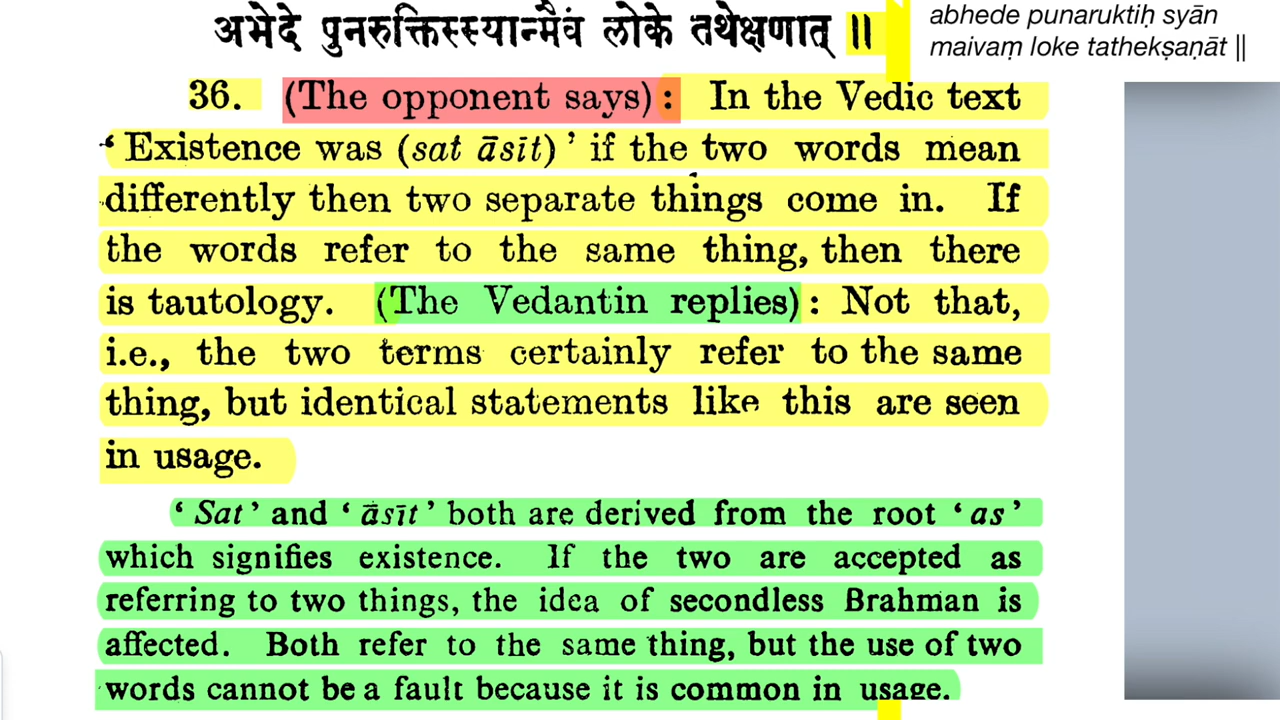 अभेदे पुनरुक्तिस्स्यान्मैवं लोके तथेक्षणात् ॥
abhede punaruktiḥ syān
maivaṃ loke tathekṣaṇāt ||
36. (The opponent says) : In the Vedic text
‘ Existence was (sat āsīt) ’ if the two words mean
differently then two separate things come in. If
the words refer to the same thing, then there
is tautology. (The Vedantin replies) : Not that,
i.e., the two terms certainly refer to the same
thing, but identical statements like this are seen
in usage.
‘ Sat ’ and ‘ āsīt ’ both are derived from the root ‘ as ’
which signifies existence. If the two are accepted as
referring to two things, the idea of secondless Brahman is
affected. Both refer to the same thing, but the use of two
words cannot be a fault because it is common in usage.